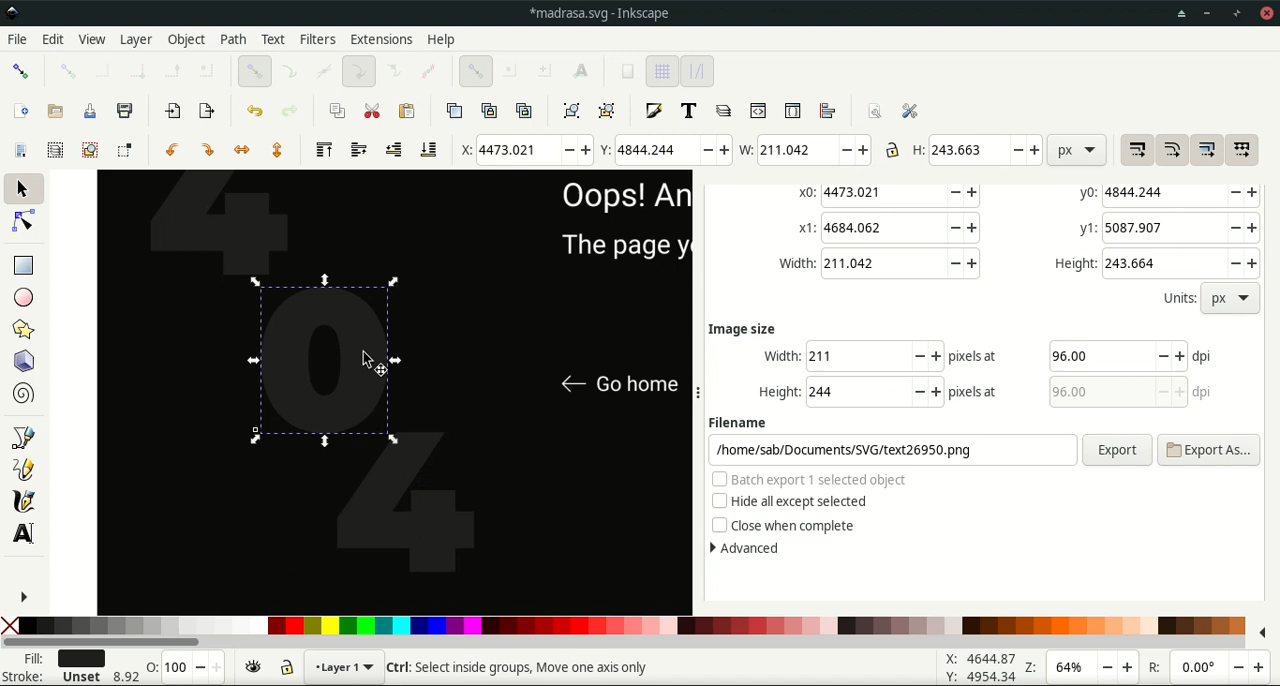 *madrasa.svg - Inkscape
File Edit View Layer Object Path Text Filters Extensions Help
X: 4473.021 Y: 4844.244 W: 211.042 H: 243.663 px
4
Oops! An
The page y
0
← Go home
4
x0: 4473.021 y0: 4844.244
x1: 4684.062 y1: 5087.907
Width: 211.042 Height: 243.664
Units: px
Image size
Width: 211 pixels at 96.00 dpi
Height: 244 pixels at 96.00 dpi
Filename
/home/sab/Documents/SVG/text26950.png Export Export As...
Batch export 1 selected object
Hide all except selected
Close when complete
Advanced
Fill: O: 100 •Layer 1 Ctrl: Select inside groups, Move one axis only X: 4644.87 Z: 64% R: 0.00°
Stroke: Unset 8.92 Y: 4954.34